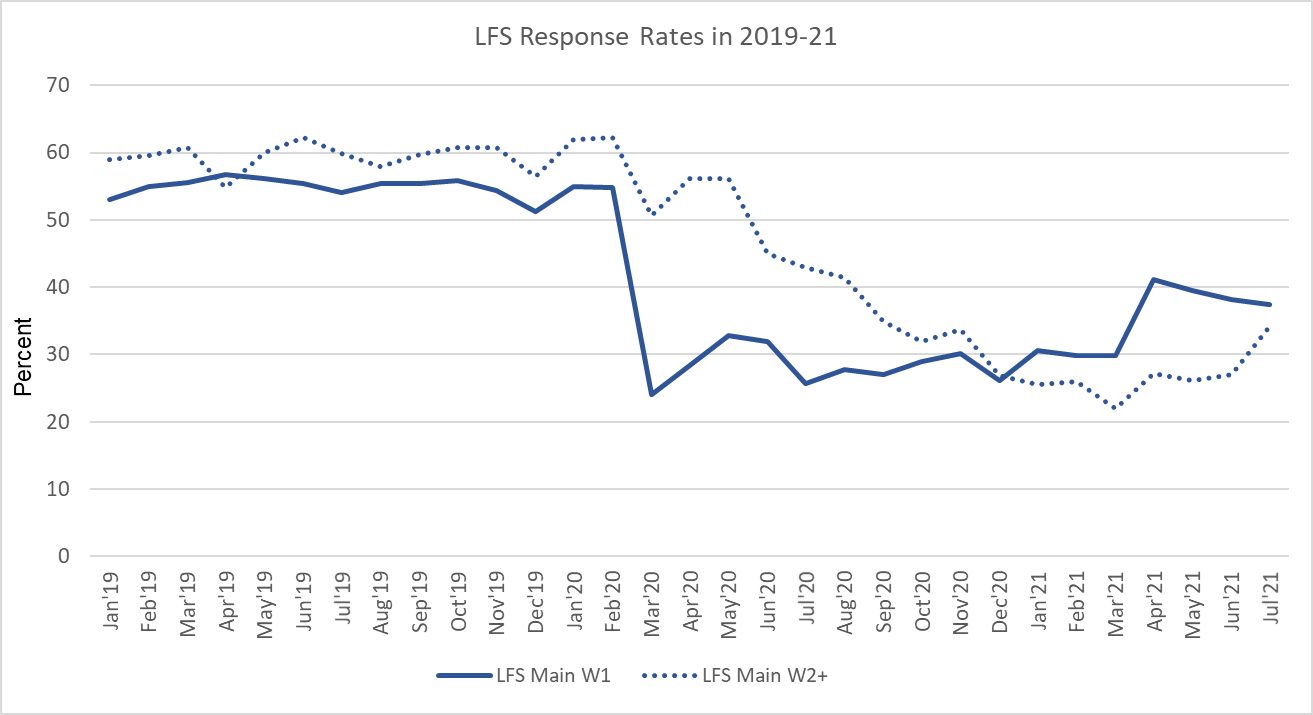 LFS Response Rates in 2019-21
70
60
50
40
30
20
10
0
Percent
Jan'19
Feb'19
Mar'19
Apr'19
May'19
Jun'19
Jul'19
Aug'19
Sep'19
Oct'19
Nov'19
Dec'19
Jan'20
Feb'20
Mar'20
Apr'20
May'20
Jun'20
Jul'20
Aug'20
Sep'20
Oct'20
Nov'20
Dec'20
Jan'21
Feb'21
Mar'21
Apr'21
May'21
Jun'21
Jul'21
LFS Main W1
LFS Main W2+